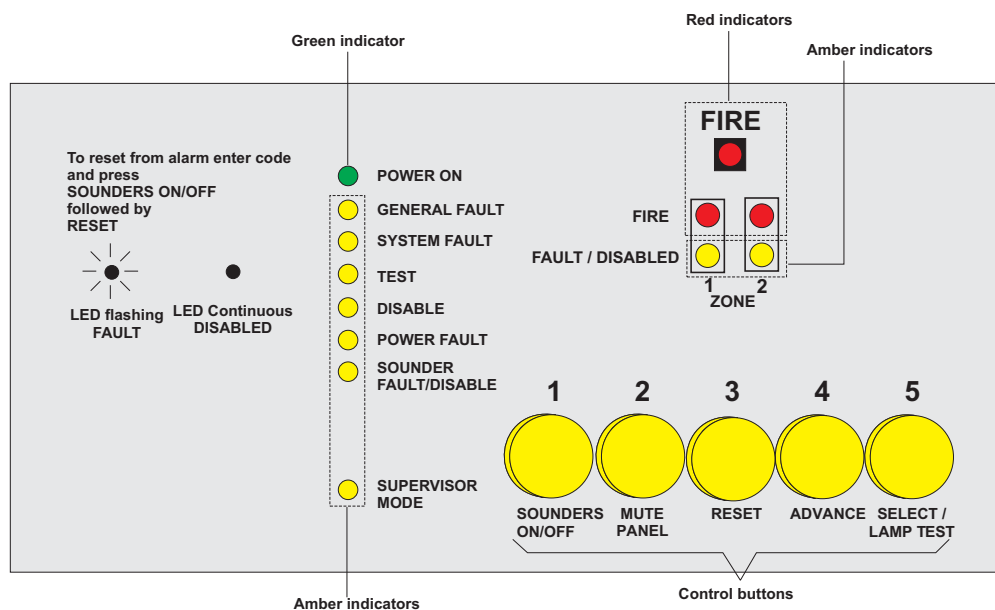 Red indicators
Green indicator
Amber indicators
FIRE
To reset from alarm enter code
and press
SOUNDERS ON/OFF
followed by
RESET
POWER ON
GENERAL FAULT
SYSTEM FAULT
TEST
DISABLE
POWER FAULT
SOUNDER
FAULT/DISABLE
SUPERVISOR
MODE
LED flashing
FAULT
LED Continuous
DISABLED
FIRE
FAULT / DISABLED
1 2
ZONE
1 2 3 4 5
SOUNDERS
ON/OFF
MUTE
PANEL
RESET
ADVANCE
SELECT /
LAMP TEST
Control buttons
Amber indicators